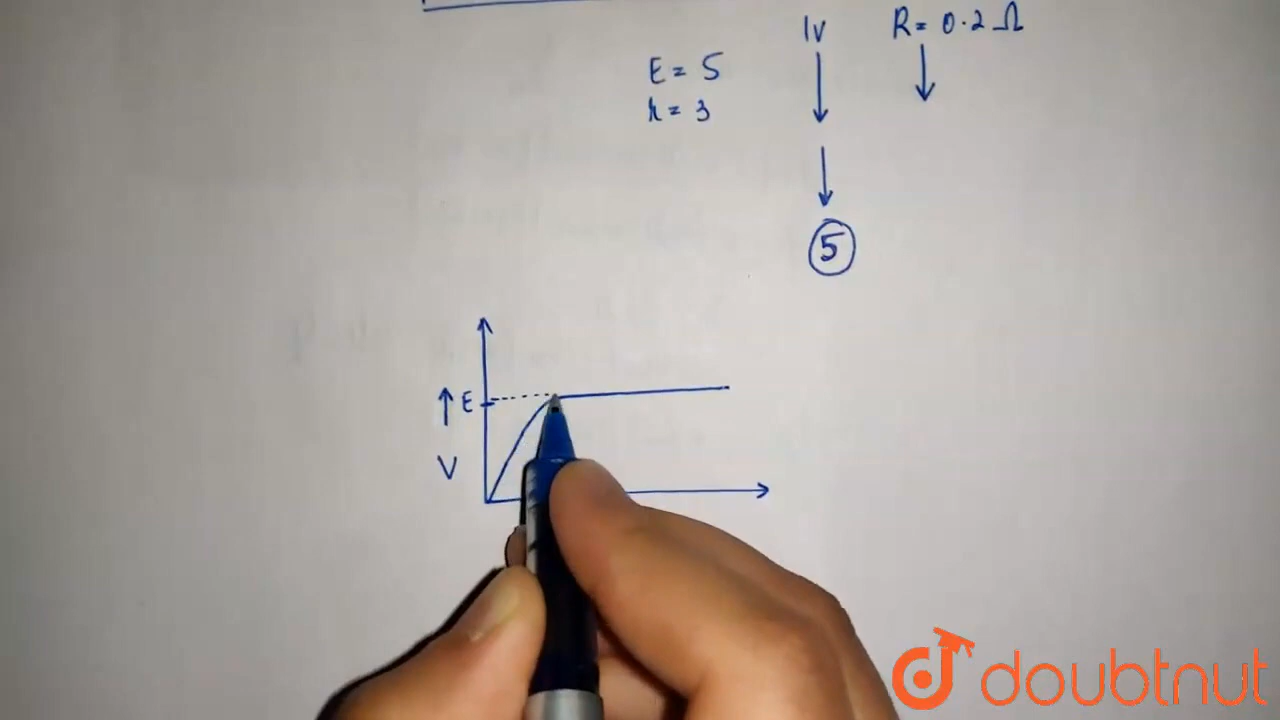 1v R = 0.2 Ω
E = 5
r = 3
5
E
V
doubtnut